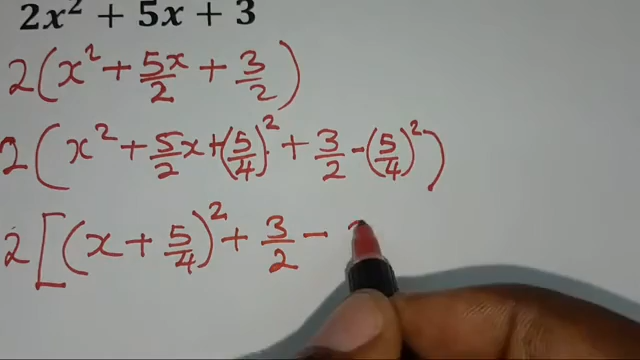 2x² + 5x + 3
2(x² + 5x/2 + 3/2)
2(x² + 5/2x + (5/4)² + 3/2 - (5/4)²)
2[(x + 5/4)² + 3/2 -